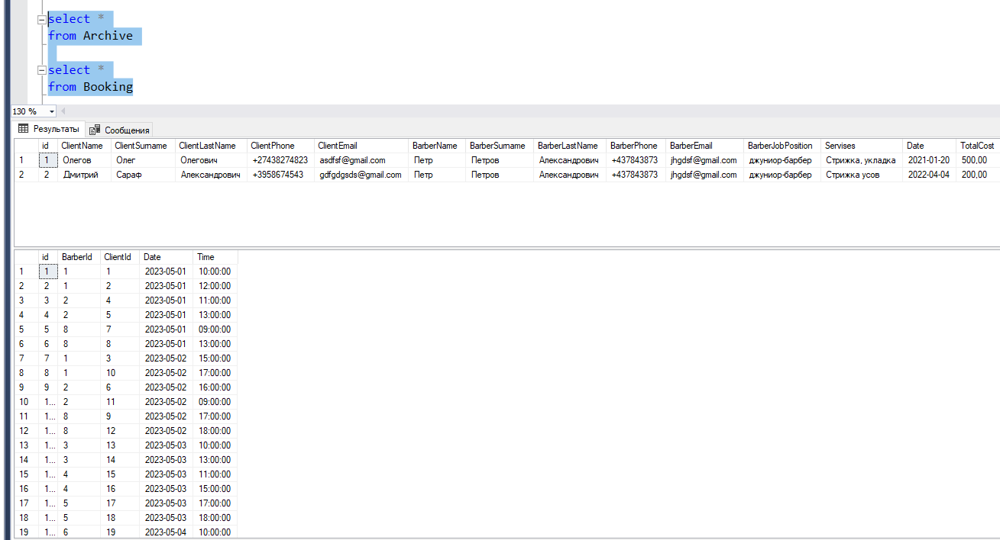 select *
from Archive
select *
from Booking
130 %
Результаты Сообщения
id ClientName ClientSurname ClientLastName ClientPhone ClientEmail BarberName BarberSurname BarberLastName BarberPhone BarberEmail BarberJobPosition Servises Date TotalCost
1 1 Олегов Олег Олегович +27438274823 asdfsf@gmail.com Петр Петров Александрович +437843873 jhgdsf@gmail.com джуниор-барбер Стрижка, укладка 2021-01-20 500,00
2 2 Дмитрий Сараф Александрович +3958674543 gdfgdgsds@gmail.com Петр Петров Александрович +437843873 jhgdsf@gmail.com джуниор-барбер Стрижка усов 2022-04-04 200,00
id BarberId ClientId Date Time
1 1 1 1 2023-05-01 10:00:00
2 2 1 2 2023-05-01 12:00:00
3 3 2 4 2023-05-01 11:00:00
4 4 2 5 2023-05-01 13:00:00
5 5 8 7 2023-05-01 09:00:00
6 6 8 8 2023-05-01 13:00:00
7 7 1 3 2023-05-02 15:00:00
8 8 1 10 2023-05-02 17:00:00
9 9 2 6 2023-05-02 16:00:00
10 1... 2 11 2023-05-02 09:00:00
11 1... 8 9 2023-05-02 17:00:00
12 1... 8 12 2023-05-02 18:00:00
13 1... 3 13 2023-05-03 10:00:00
14 1... 3 14 2023-05-03 13:00:00
15 1... 4 15 2023-05-03 11:00:00
16 1... 4 16 2023-05-03 15:00:00
17 1... 5 17 2023-05-03 17:00:00
18 1... 5 18 2023-05-03 18:00:00
19 1... 6 19 2023-05-04 10:00:00